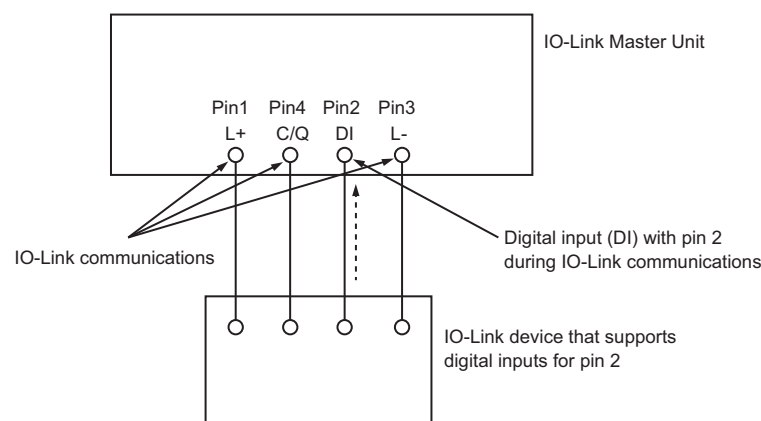 IO-Link Master Unit
Pin1 Pin4 Pin2 Pin3
L+ C/Q DI L-
IO-Link communications
Digital input (DI) with pin 2
during IO-Link communications
IO-Link device that supports
digital inputs for pin 2